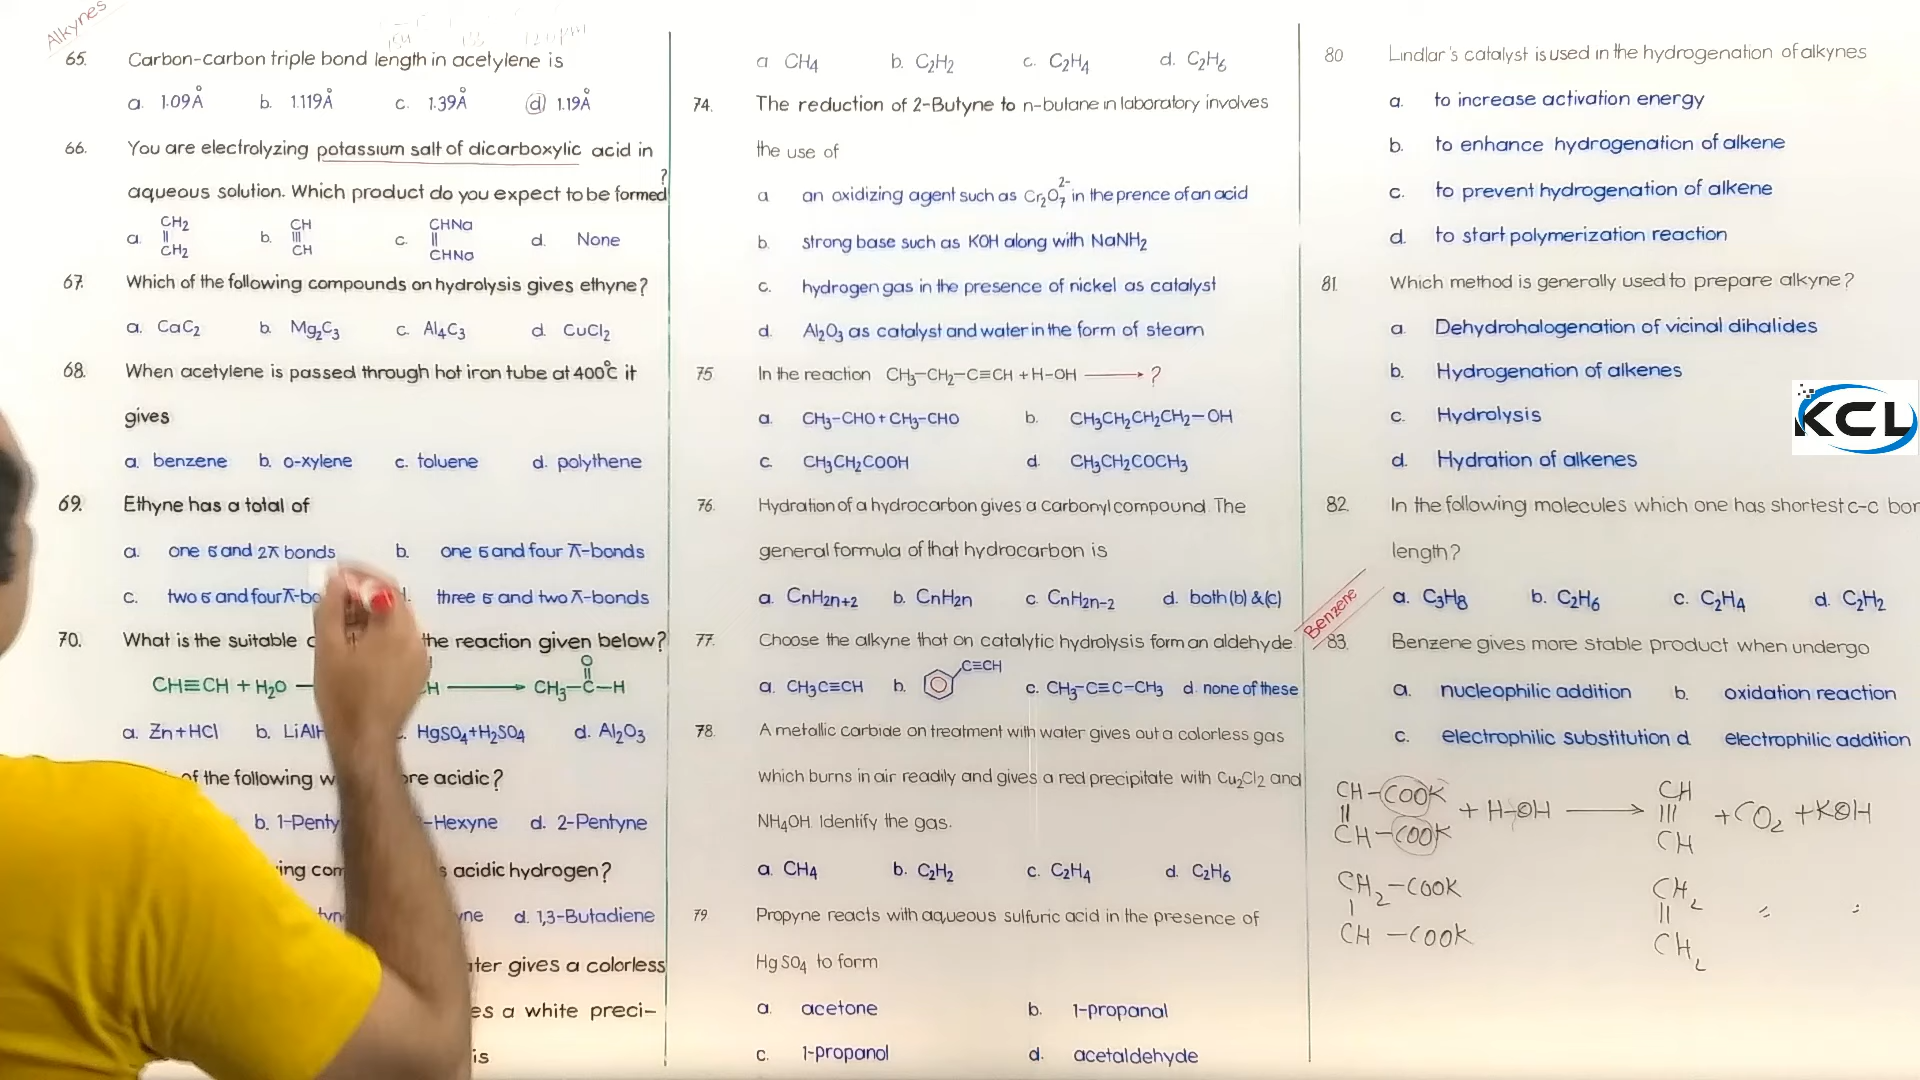 Alkynes
65. Carbon-carbon triple bond length in acetylene is
a. 1.09Å b. 1.119Å c. 1.39Å (d) 1.19Å
66. You are electrolyzing potassium salt of dicarboxylic acid in
aqueous solution. Which product do you expect to be formed?
a. CH2=CH2 b. CH≡CH c. CHNa=CHNa d. None
67. Which of the following compounds on hydrolysis gives ethyne?
a. CaC2 b. Mg2C3 c. Al4C3 d. CuCl2
68. When acetylene is passed through hot iron tube at 400°C it
gives
a. benzene b. o-xylene c. toluene d. polythene
69. Ethyne has a total of
a. one σ and 2π bonds b. one σ and four π-bonds
c. two σ and four π-bo three σ and two π-bonds
70. What is the suitable the reaction given below?
CH≡CH + H2O CH → CH3-C(=O)-H
a. Zn+HCl b. LiAlH HgSO4+H2SO4 d. Al2O3
of the following ore acidic?
b. 1-Penty -Hexyne d. 2-Pentyne
acidic hydrogen?
yne d. 1,3-Butadiene
ter gives a colorless
es a white preci-
is
a CH4 b. C2H2 c. C2H4 d. C2H6
74. The reduction of 2-Butyne to n-butane in laboratory involves
the use of
a an oxidizing agent such as Cr2O7 2- in the prence of an acid
b. strong base such as KOH along with NaNH2
c. hydrogen gas in the presence of nickel as catalyst
d. Al2O3 as catalyst and water in the form of steam
75 In the reaction CH3-CH2-C≡CH + H-OH → ?
a. CH3-CHO + CH3-CHO b. CH3CH2CH2CH2-OH
c. CH3CH2COOH d. CH3CH2COCH3
76. Hydration of a hydrocarbon gives a carbonyl compound. The
general formula of that hydrocarbon is
a. CnH2n+2 b. CnH2n c. CnH2n-2 d. both (b) & (c)
77. Choose the alkyne that on catalytic hydrolysis form an aldehyde.
a. CH3C≡CH b. C≡CH c. CH3-C≡C-CH3 d. none of these
78. A metallic carbide on treatment with water gives out a colorless gas
which burns in air readily and gives a red precipitate with Cu2Cl2 and
NH4OH. Identify the gas.
a. CH4 b. C2H2 c. C2H4 d. C2H6
79 Propyne reacts with aqueous sulfuric acid in the presence of
HgSO4 to form
a. acetone b. 1-propanal
c. 1-propanol d. acetaldehyde
80 Lindlar's catalyst is used in the hydrogenation of alkynes
a. to increase activation energy
b. to enhance hydrogenation of alkene
c. to prevent hydrogenation of alkene
d. to start polymerization reaction
81. Which method is generally used to prepare alkyne?
a. Dehydrohalogenation of vicinal dihalides
b. Hydrogenation of alkenes
c. Hydrolysis
d. Hydration of alkenes
KCL
82. In the following molecules which one has shortest c-c bon
length?
a. C3H8 b. C2H6 c. C2H4 d. C2H2
Benzene
83. Benzene gives more stable product when undergo
a. nucleophilic addition b. oxidation reaction
c. electrophilic substitution d electrophilic addition
CH-COOK
||
CH-COOK + H-OH → CH≡CH + CO2 + KOH
CH2-COOK CH2
| || 〃 〃
CH-COOK CH2